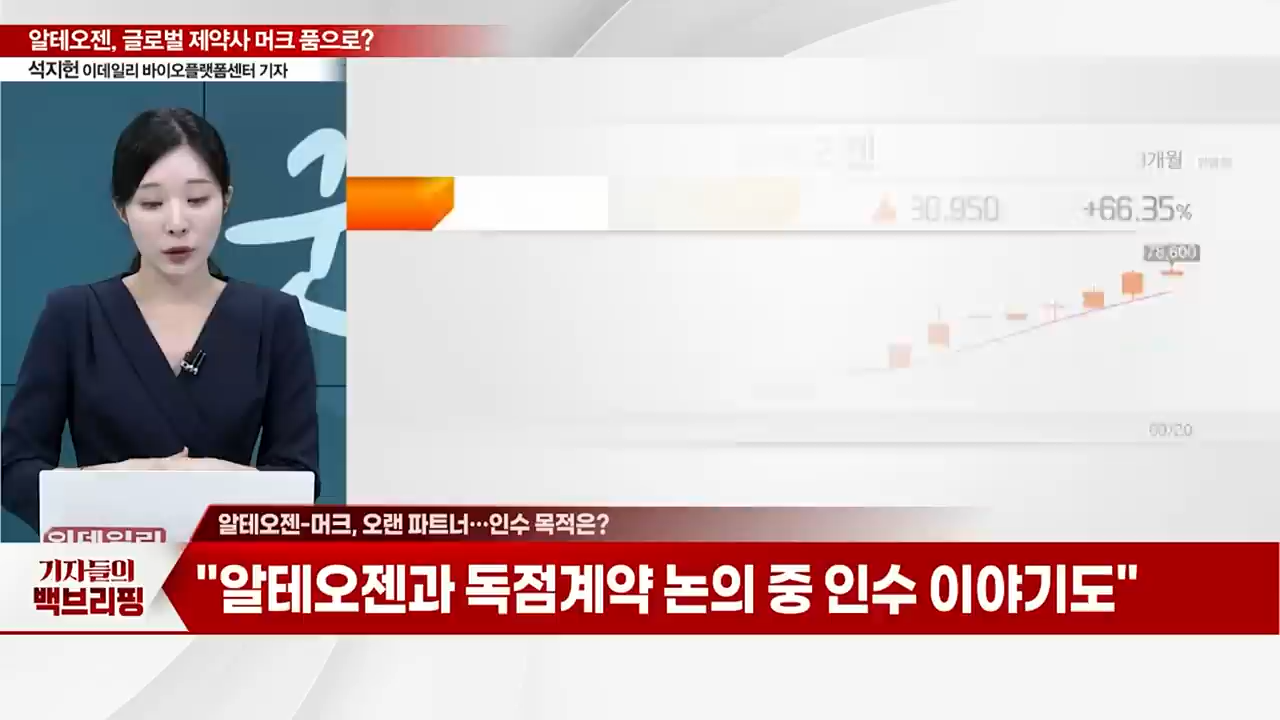 알테오젠, 글로벌 제약사 머크 품으로?
석지헌 이데일리 바이오플랫폼센터 기자
30,950 +66.35%
78,600
이데일리
알테오젠-머크, 오랜 파트너…인수 목적은?
기자들의
백브리핑
"알테오젠과 독점계약 논의 중 인수 이야기도"